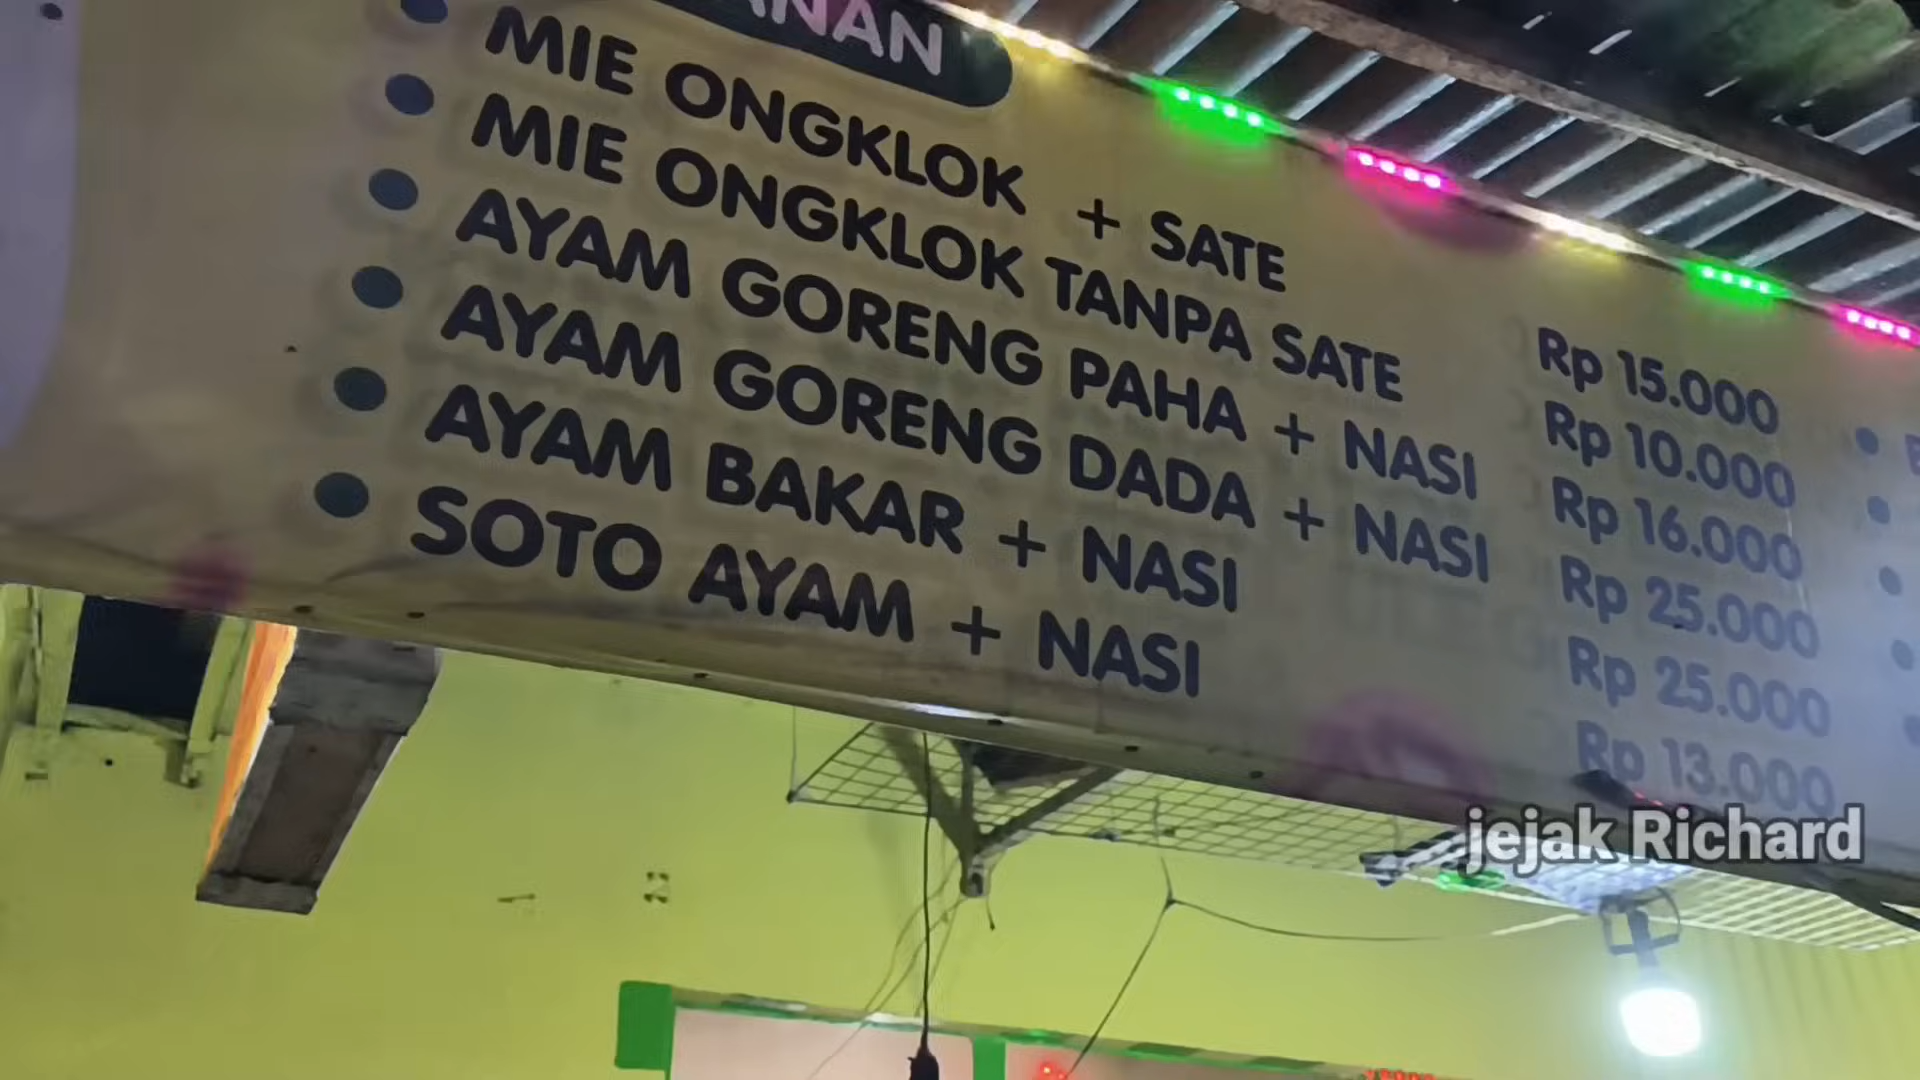 MIE ONGKLOK + SATE Rp 15.000
MIE ONGKLOK TANPA SATE Rp 10.000
AYAM GORENG PAHA + NASI Rp 16.000
AYAM GORENG DADA + NASI Rp 25.000
AYAM BAKAR + NASI Rp 25.000
SOTO AYAM + NASI Rp 13.000
jejak Richard